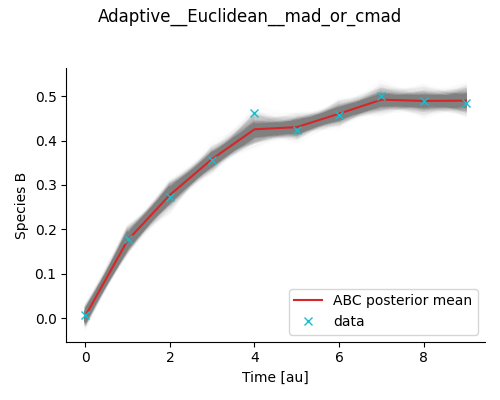 Adaptive__Euclidean__mad_or_cmad
Species B
0.5
0.4
0.3
0.2
0.1
0.0
ABC posterior mean
data
0 2 4 6 8
Time [au]